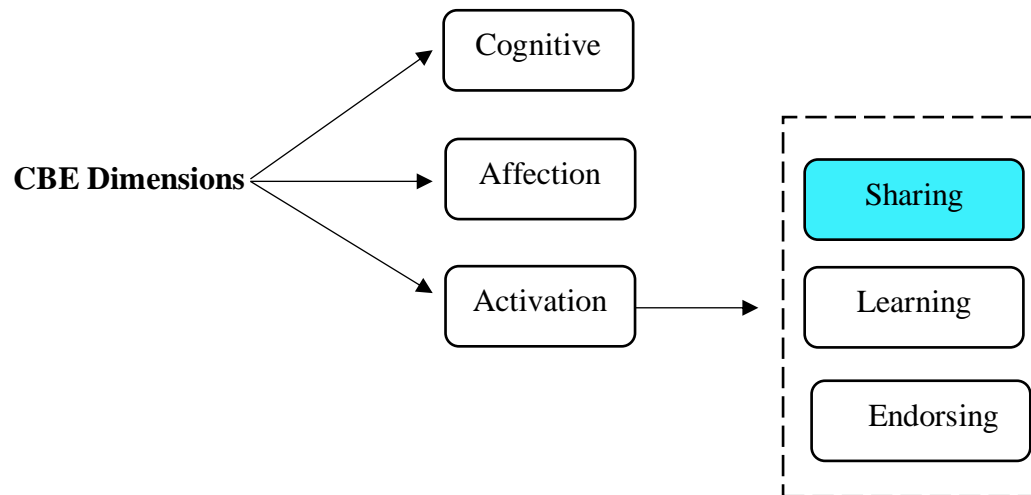 Cognitive
CBE Dimensions
Affection
Activation
Sharing
Learning
Endorsing